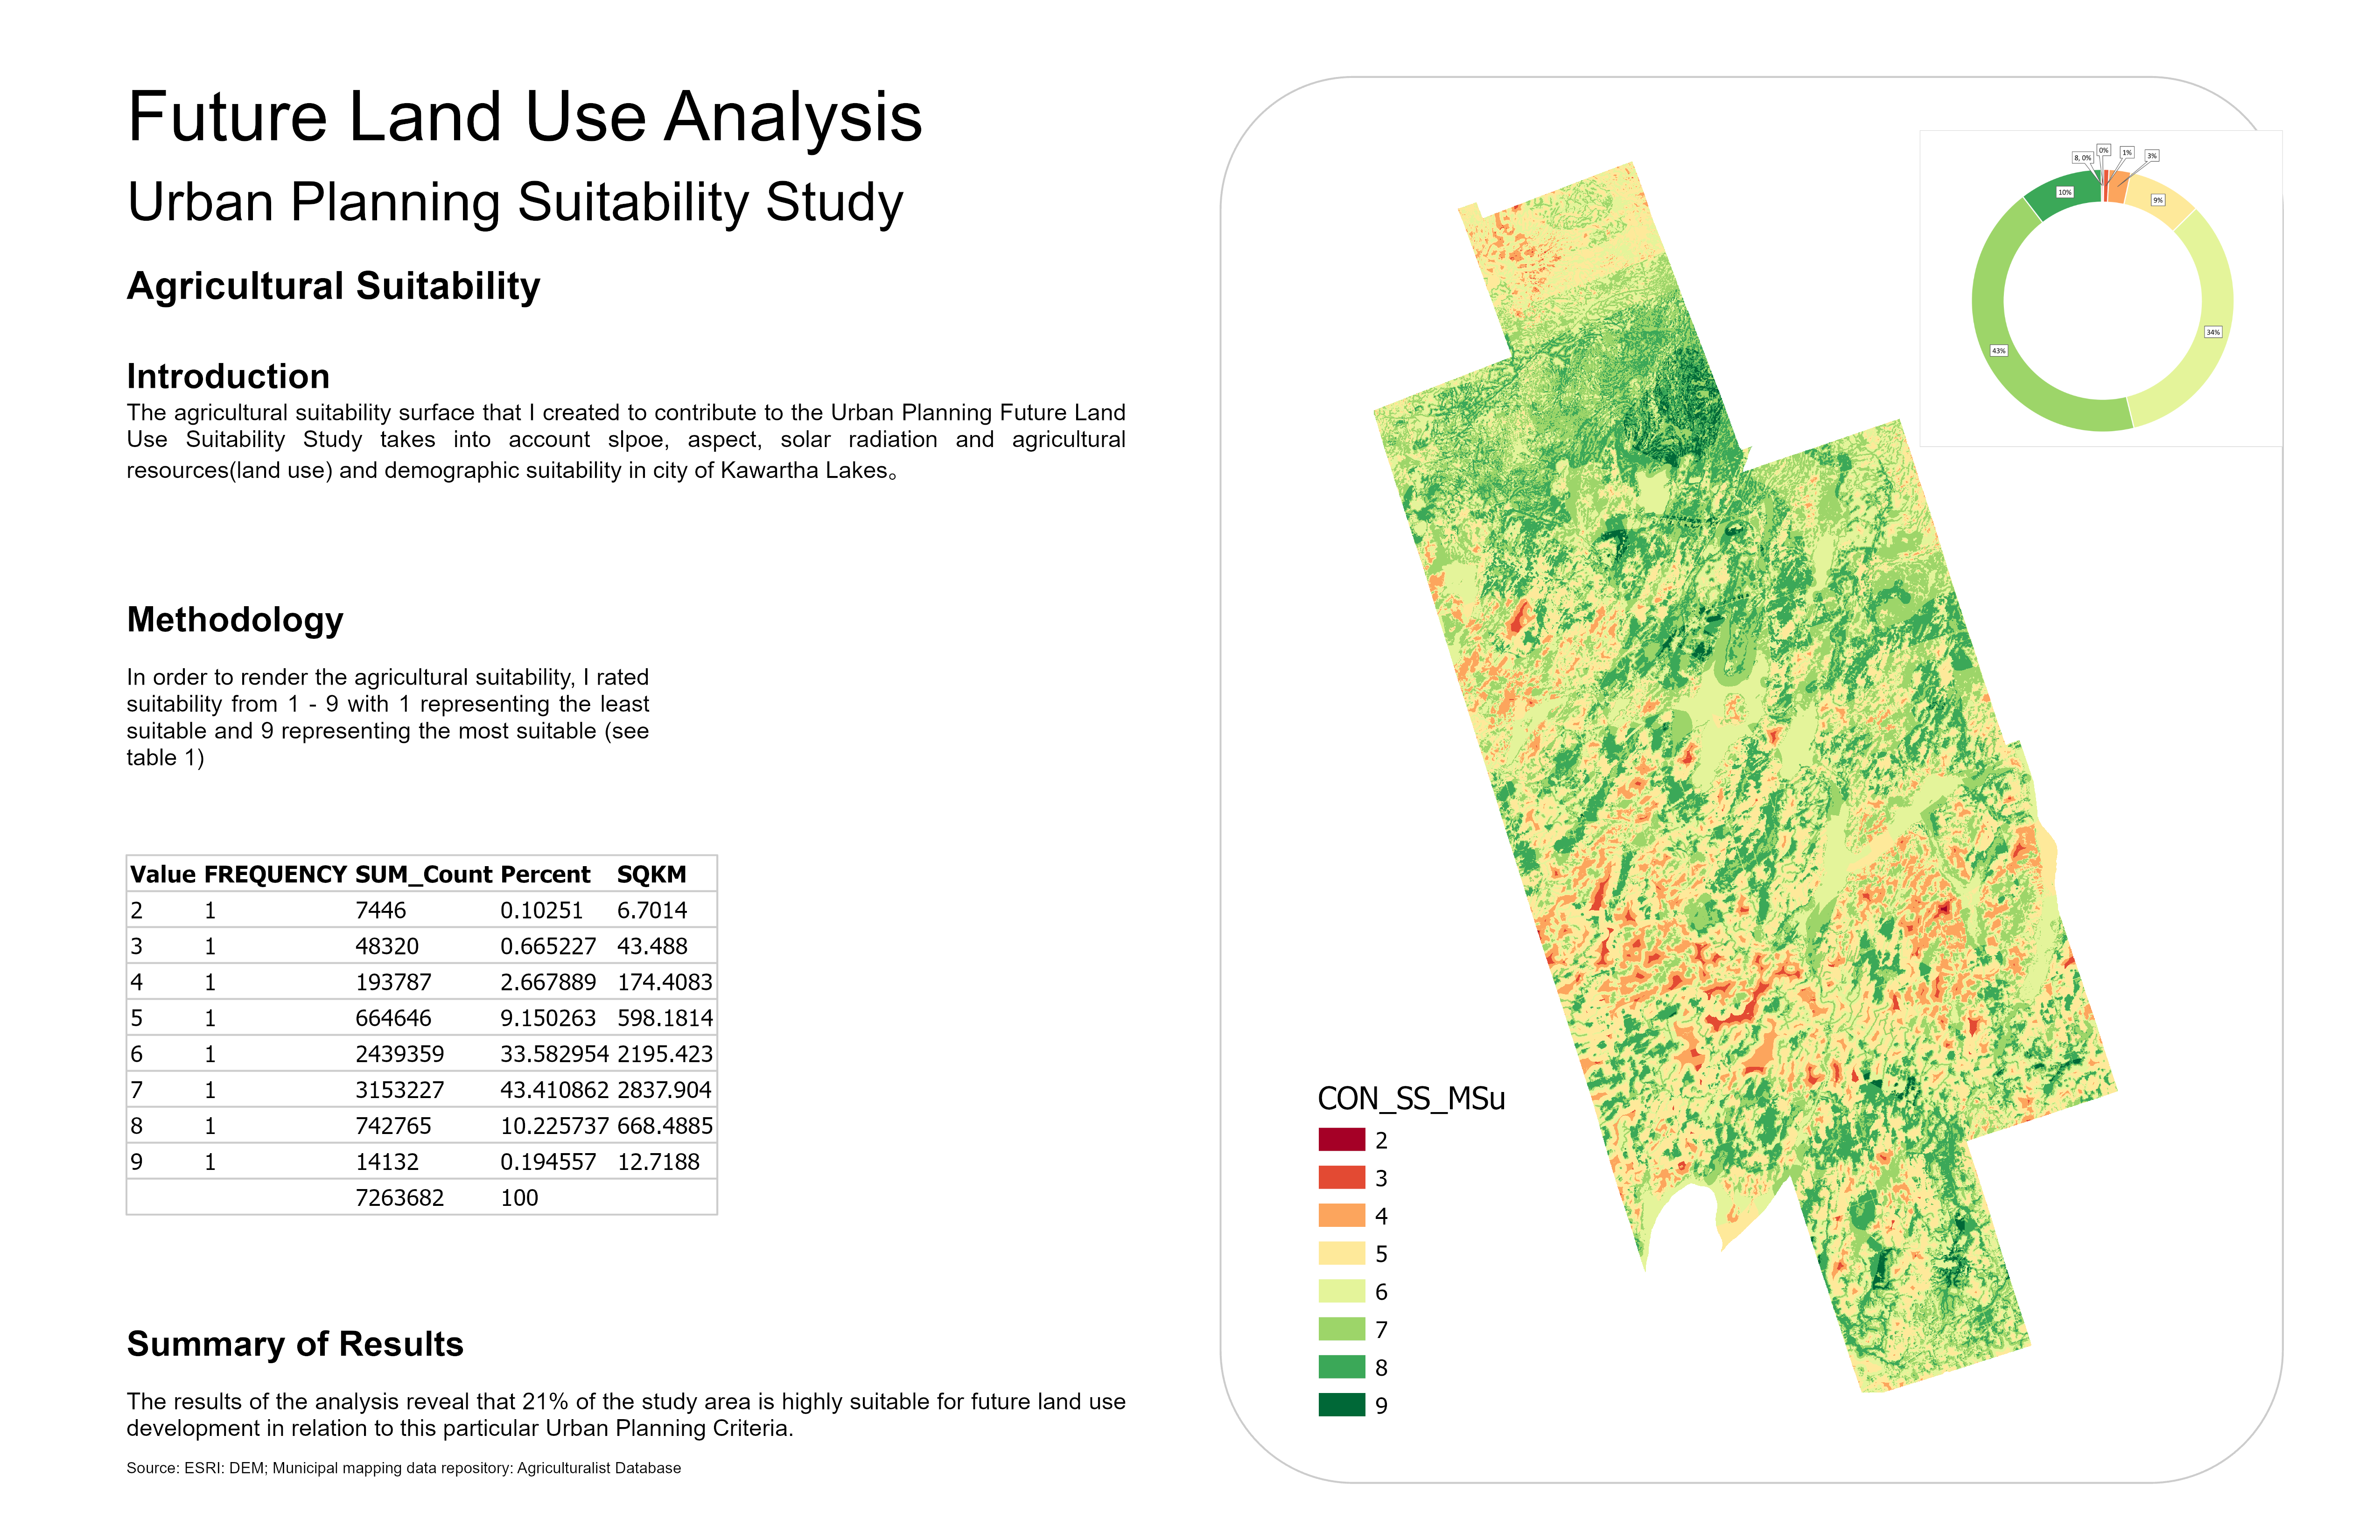 Future Land Use Analysis
Urban Planning Suitability Study
Agricultural Suitability
Introduction
The agricultural suitability surface that I created to contribute to the Urban Planning Future Land
Use Suitability Study takes into account slpoe, aspect, solar radiation and agricultural
resources(land use) and demographic suitability in city of Kawartha Lakes。
Methodology
In order to render the agricultural suitability, I rated
suitability from 1 - 9 with 1 representing the least
suitable and 9 representing the most suitable (see
table 1)
Value FREQUENCY SUM_Count Percent SQKM
2 1 7446 0.10251 6.7014
3 1 48320 0.665227 43.488
4 1 193787 2.667889 174.4083
5 1 664646 9.150263 598.1814
6 1 2439359 33.582954 2195.423
7 1 3153227 43.410862 2837.904
8 1 742765 10.225737 668.4885
9 1 14132 0.194557 12.7188
7263682 100
Summary of Results
The results of the analysis reveal that 21% of the study area is highly suitable for future land use
development in relation to this particular Urban Planning Criteria.
Source: ESRI: DEM; Municipal mapping data repository: Agriculturalist Database
8, 0%
0%
1%
3%
10%
9%
34%
43%
CON_SS_MSu
2
3
4
5
6
7
8
9